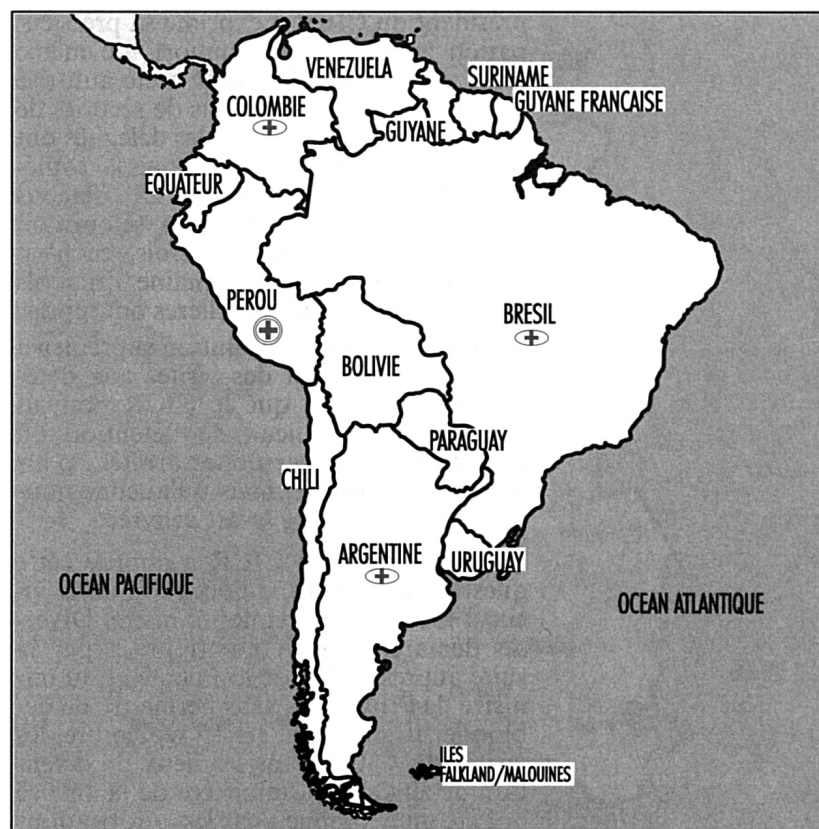 VENEZUELA
SURINAME
GUYANE FRANCAISE
COLOMBIE
GUYANE
EQUATEUR
PEROU
BRESIL
BOLIVIE
PARAGUAY
CHILI
ARGENTINE
URUGUAY
OCEAN PACIFIQUE
OCEAN ATLANTIQUE
ILES
FALKLAND/MALOUINES